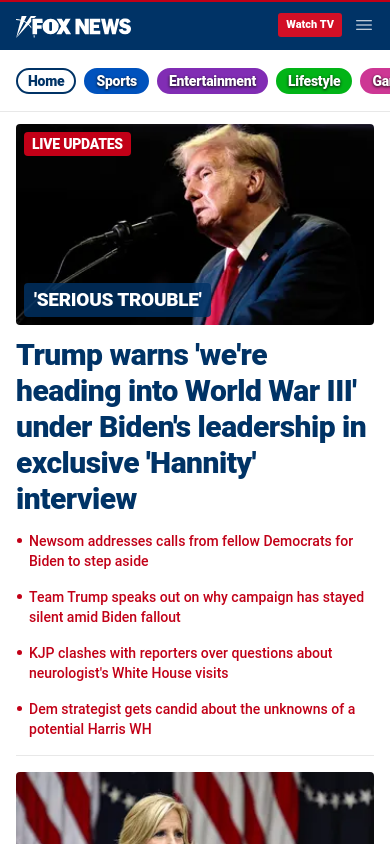 FOX NEWS
Watch TV
Home
Sports
Entertainment
Lifestyle
LIVE UPDATES
'SERIOUS TROUBLE'
Trump warns 'we're
heading into World War III'
under Biden's leadership in
exclusive 'Hannity'
interview
• Newsom addresses calls from fellow Democrats for
Biden to step aside
• Team Trump speaks out on why campaign has stayed
silent amid Biden fallout
• KJP clashes with reporters over questions about
neurologist's White House visits
• Dem strategist gets candid about the unknowns of a
potential Harris WH